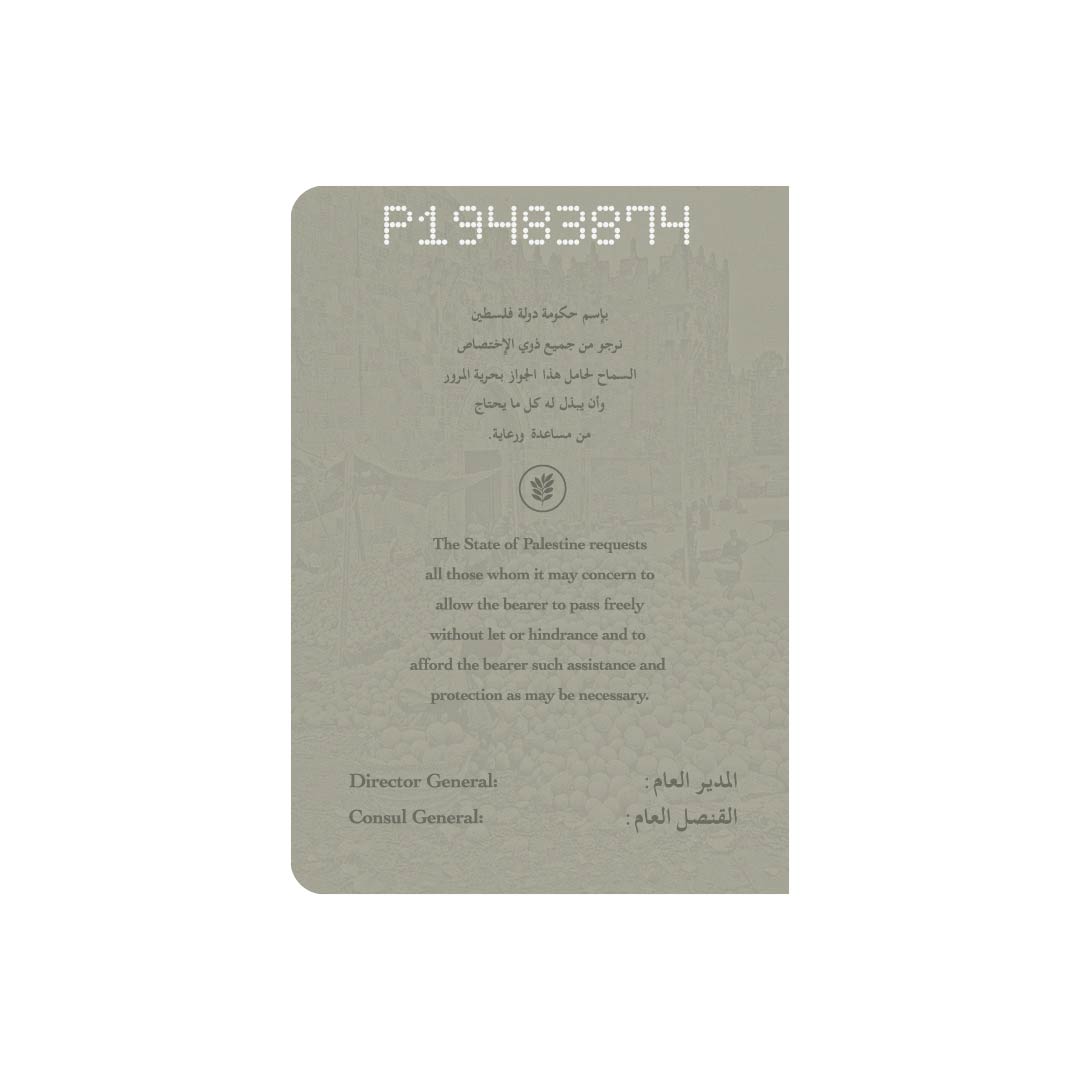 P19483874
بإسم حكومة دولة فلسطين
نرجو من جميع ذوي الإختصاص
السماح لحامل هذا الجواز بحرية المرور
وأن يبذل له كل ما يحتاج
من مساعدة ورعاية.
The State of Palestine requests
all those whom it may concern to
allow the bearer to pass freely
without let or hindrance and to
afford the bearer such assistance and
protection as may be necessary.
Director General: المدير العام:
Consul General: القنصل العام: